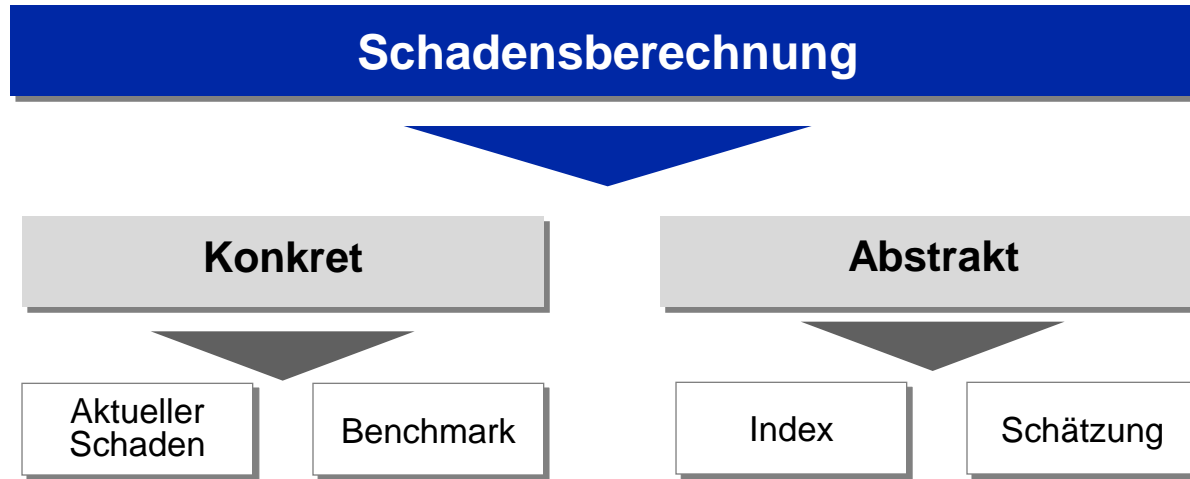 Schadensberechnung
Konkret
Abstrakt
Aktueller
Schaden
Benchmark
Index
Schätzung